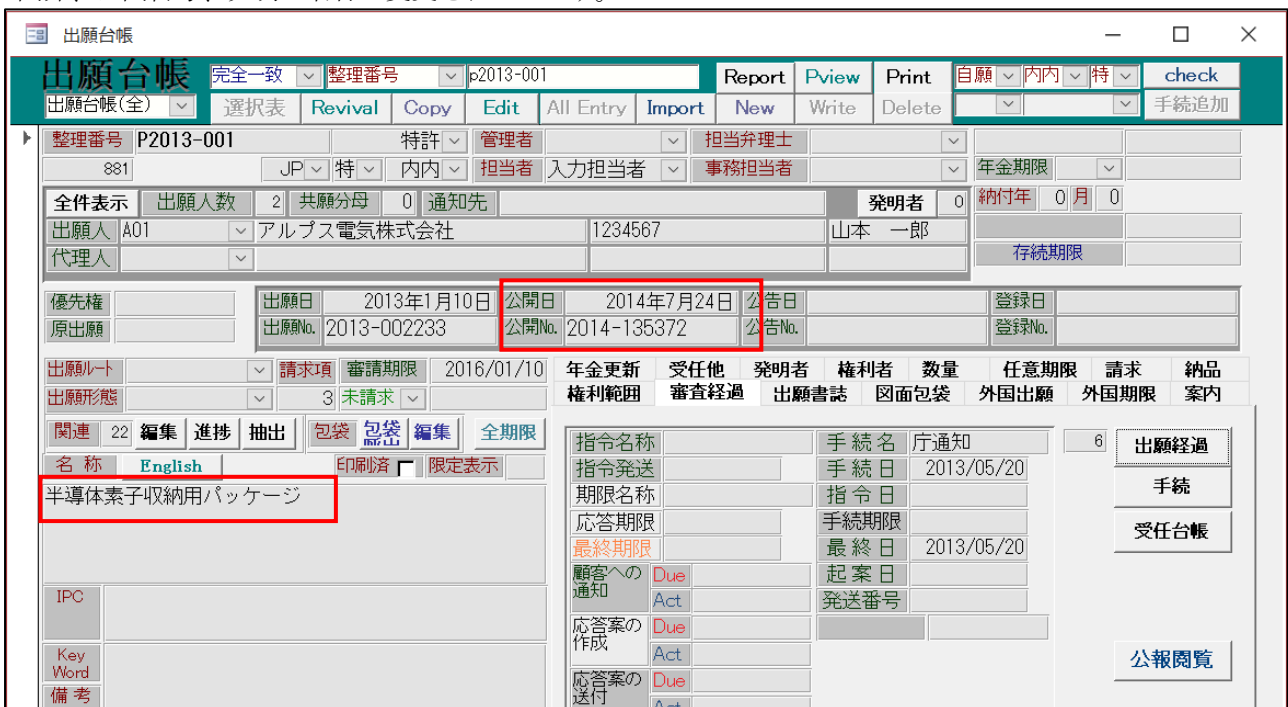 出願台帳
出願台帳 完全一致 整理番号 p2013-001 Report Pview Print 自願 内内 特 check
出願台帳(全) 選択表 Revival Copy Edit All Entry Import New Write Delete 手続追加
整理番号 P2013-001 特許 管理者 担当弁理士
881 JP 特 内内 担当者 入力担当者 事務担当者 年金期限
全件表示 出願人数 2 共願分母 0 通知先 発明者 0 納付年 0 月 0
出願人 A01 アルプス電気株式会社 1234567 山本 一郎
代理人 存続期限
優先権 出願日 2013年1月10日 公開日 2014年7月24日 公告日 登録日
原出願 出願No. 2013-002233 公開No. 2014-135372 公告No. 登録No.
出願ルート 請求項 審請期限 2016/01/10 年金更新 受任他 発明者 権利者 数量 任意期限 請求 納品
出願形態 3 未請求 権利範囲 審査経過 出願書誌 図面包袋 外国出願 外国期限 案内
関連 22 編集 進捗 抽出 包袋 包袋 編集 全期限 指令名称 手続名 庁通知 6 出願経過
名称 English 印刷済 限定表示 指令発送 手続日 2013/05/20
半導体素子収納用パッケージ 期限名称 指令日 手続
応答期限 手続期限 受任台帳
最終期限 最終日 2013/05/20
顧客への通知 Due 起案日
IPC Act 発送番号
応答案の作成 Due
Key Word Act 公報閲覧
備考 応答案の送付 Due
Act